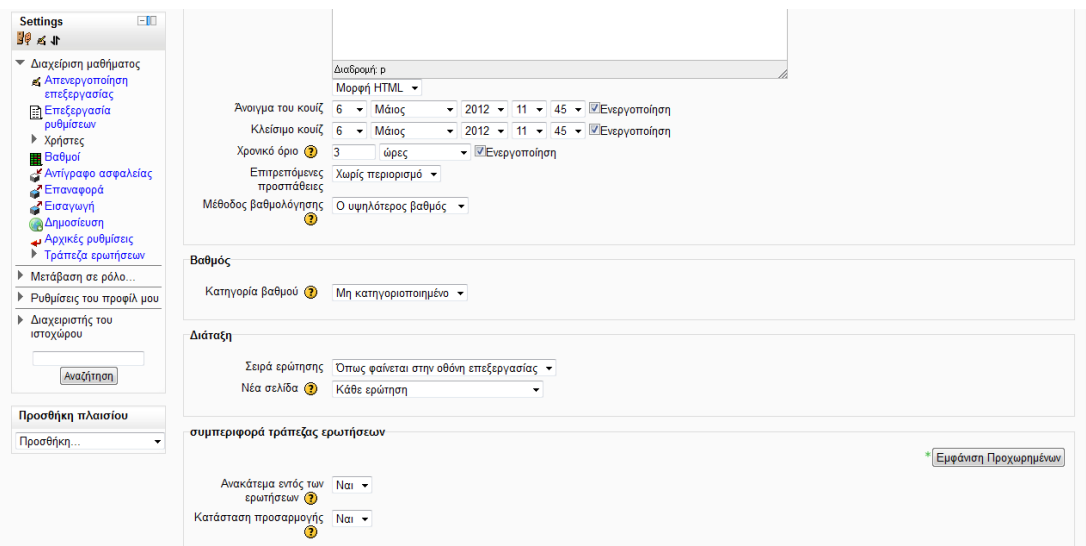 Settings
Διαχείριση μαθήματος
Απενεργοποίηση
επεξεργασίας
Επεξεργασία
ρυθμίσεων
Χρήστες
Βαθμοί
Αντίγραφο ασφαλείας
Επαναφορά
Εισαγωγή
Δημοσίευση
Αρχικές ρυθμίσεις
Τράπεζα ερωτήσεων
Μετάβαση σε ρόλο...
Ρυθμίσεις του προφίλ μου
Διαχειριστής του
ιστοχώρου
Αναζήτηση
Προσθήκη πλαισίου
Προσθήκη...
Διαδρομή: p
Μορφή HTML
Άνοιγμα του κουίζ 6 Μάιος 2012 11 45 Ενεργοποίηση
Κλείσιμο κουίζ 6 Μάιος 2012 11 45 Ενεργοποίηση
Χρονικό όριο 3 ώρες Ενεργοποίηση
Επιτρεπόμενες
προσπάθειες Χωρίς περιορισμό
Μέθοδος βαθμολόγησης Ο υψηλότερος βαθμός
Βαθμός
Κατηγορία βαθμού Μη κατηγοριοποιημένο
Διάταξη
Σειρά ερώτησης Όπως φαίνεται στην οθόνη επεξεργασίας
Νέα σελίδα Κάθε ερώτηση
συμπεριφορά τράπεζας ερωτήσεων
* Εμφάνιση Προχωρημένων
Ανακάτεμα εντός των
ερωτήσεων Ναι
Κατάσταση προσαρμογής Ναι